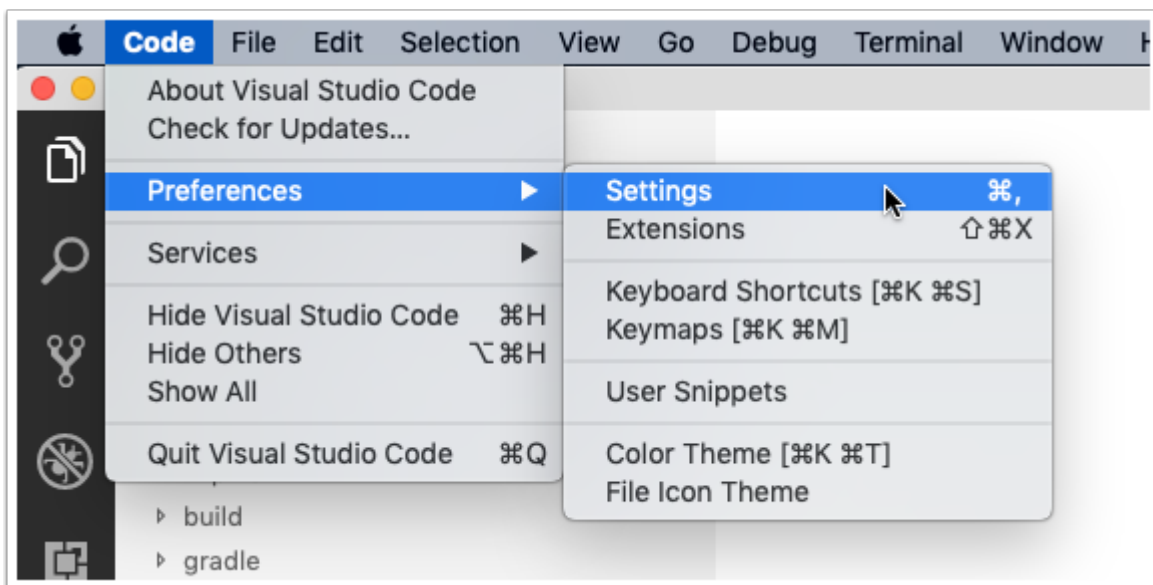 Code File Edit Selection View Go Debug Terminal Window
About Visual Studio Code
Check for Updates...
Preferences
Services
Hide Visual Studio Code ⌘H
Hide Others ⌥⌘H
Show All
Quit Visual Studio Code ⌘Q
Settings ⌘,
Extensions ⇧⌘X
Keyboard Shortcuts [⌘K ⌘S]
Keymaps [⌘K ⌘M]
User Snippets
Color Theme [⌘K ⌘T]
File Icon Theme
build
gradle